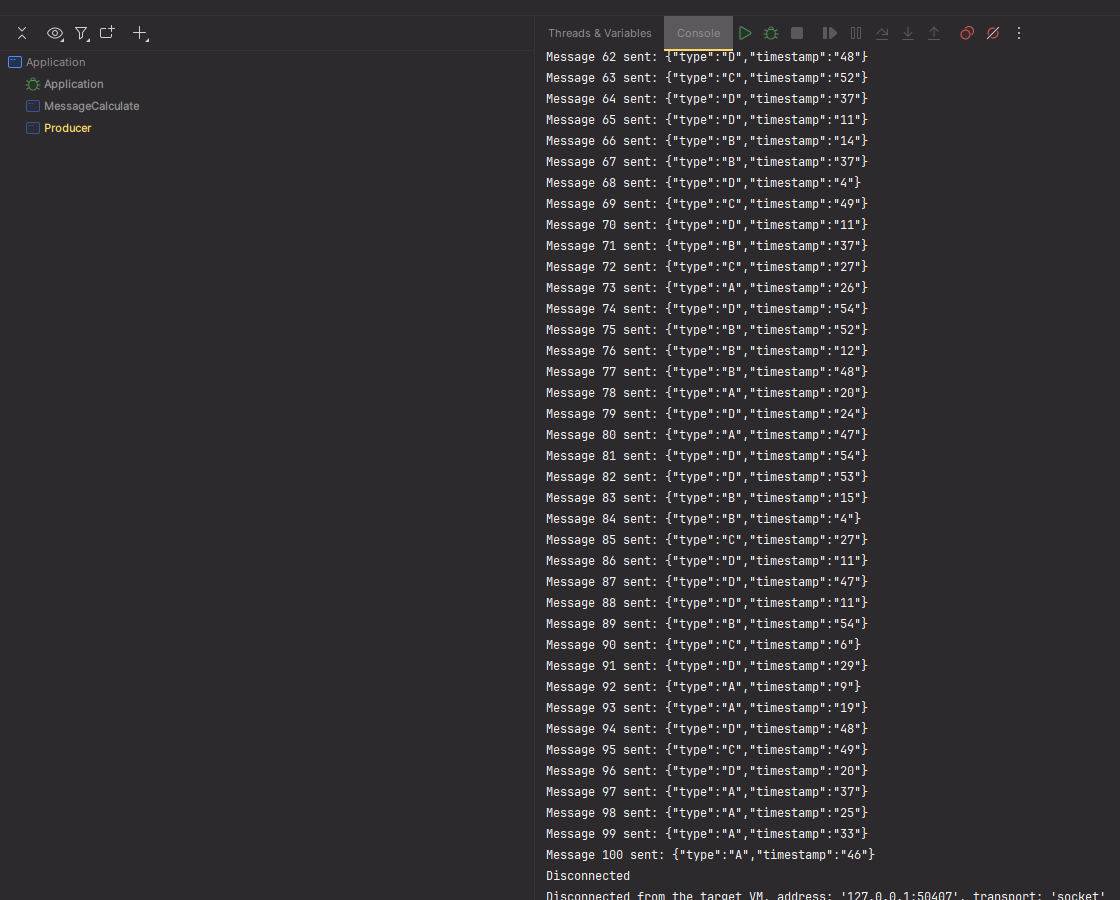 Threads & Variables Console
Application
Application
MessageCalculate
Producer
Message 62 sent: {"type":"D","timestamp":"48"}
Message 63 sent: {"type":"C","timestamp":"52"}
Message 64 sent: {"type":"D","timestamp":"37"}
Message 65 sent: {"type":"D","timestamp":"11"}
Message 66 sent: {"type":"B","timestamp":"14"}
Message 67 sent: {"type":"B","timestamp":"37"}
Message 68 sent: {"type":"D","timestamp":"4"}
Message 69 sent: {"type":"C","timestamp":"49"}
Message 70 sent: {"type":"D","timestamp":"11"}
Message 71 sent: {"type":"B","timestamp":"37"}
Message 72 sent: {"type":"C","timestamp":"27"}
Message 73 sent: {"type":"A","timestamp":"26"}
Message 74 sent: {"type":"D","timestamp":"54"}
Message 75 sent: {"type":"B","timestamp":"52"}
Message 76 sent: {"type":"B","timestamp":"12"}
Message 77 sent: {"type":"B","timestamp":"48"}
Message 78 sent: {"type":"A","timestamp":"20"}
Message 79 sent: {"type":"D","timestamp":"24"}
Message 80 sent: {"type":"A","timestamp":"47"}
Message 81 sent: {"type":"D","timestamp":"54"}
Message 82 sent: {"type":"D","timestamp":"53"}
Message 83 sent: {"type":"B","timestamp":"15"}
Message 84 sent: {"type":"B","timestamp":"4"}
Message 85 sent: {"type":"C","timestamp":"27"}
Message 86 sent: {"type":"D","timestamp":"11"}
Message 87 sent: {"type":"D","timestamp":"47"}
Message 88 sent: {"type":"D","timestamp":"11"}
Message 89 sent: {"type":"B","timestamp":"54"}
Message 90 sent: {"type":"C","timestamp":"6"}
Message 91 sent: {"type":"D","timestamp":"29"}
Message 92 sent: {"type":"A","timestamp":"9"}
Message 93 sent: {"type":"A","timestamp":"19"}
Message 94 sent: {"type":"D","timestamp":"48"}
Message 95 sent: {"type":"C","timestamp":"49"}
Message 96 sent: {"type":"D","timestamp":"20"}
Message 97 sent: {"type":"A","timestamp":"37"}
Message 98 sent: {"type":"A","timestamp":"25"}
Message 99 sent: {"type":"A","timestamp":"33"}
Message 100 sent: {"type":"A","timestamp":"46"}
Disconnected
Disconnected from the target VM, address: '127.0.0.1:50407', transport: 'socket'